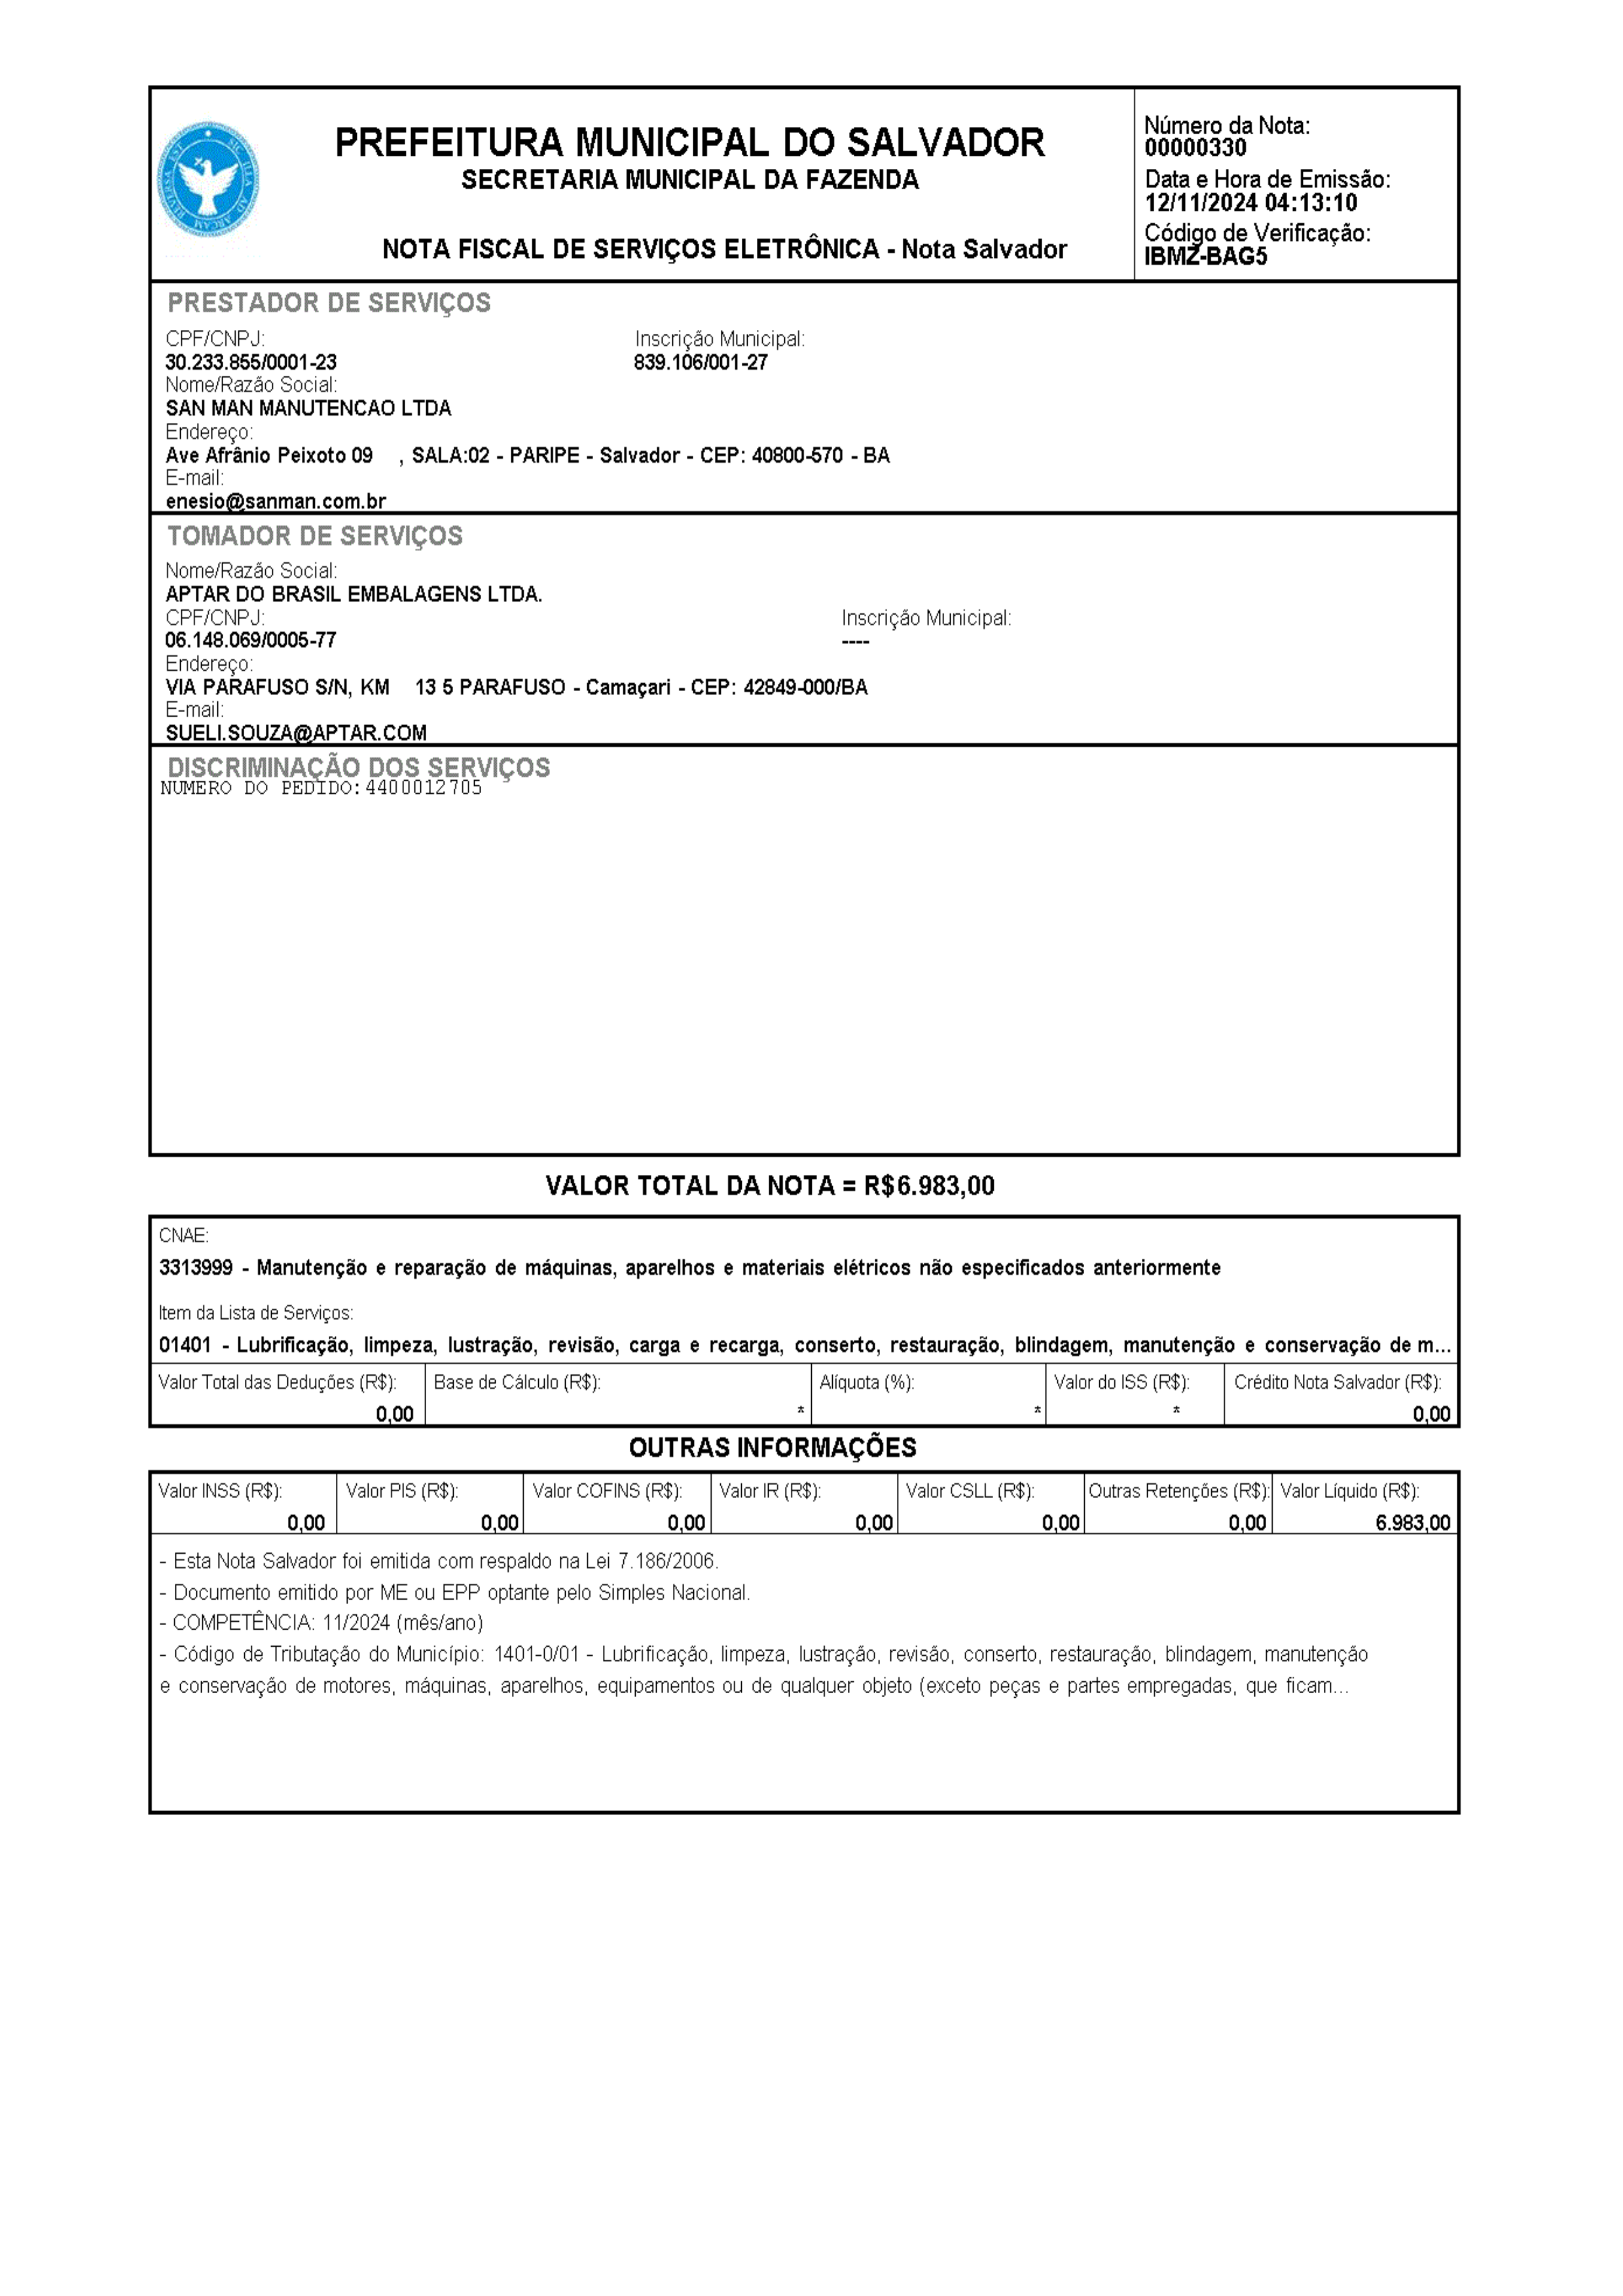 PREFEITURA MUNICIPAL DO SALVADOR
SECRETARIA MUNICIPAL DA FAZENDA
NOTA FISCAL DE SERVIÇOS ELETRÔNICA - Nota Salvador
Número da Nota:
00000330
Data e Hora de Emissão:
12/11/2024 04:13:10
Código de Verificação:
IBMZ-BAG5
SIC ILLA AD ARCAM REVERSA EST
PRESTADOR DE SERVIÇOS
CPF/CNPJ: Inscrição Municipal:
30.233.855/0001-23 839.106/001-27
Nome/Razão Social:
SAN MAN MANUTENCAO LTDA
Endereço:
Ave Afrânio Peixoto 09 , SALA:02 - PARIPE - Salvador - CEP: 40800-570 - BA
E-mail:
enesio@sanman.com.br
TOMADOR DE SERVIÇOS
Nome/Razão Social:
APTAR DO BRASIL EMBALAGENS LTDA.
CPF/CNPJ: Inscrição Municipal:
06.148.069/0005-77 ----
Endereço:
VIA PARAFUSO S/N, KM 13 5 PARAFUSO - Camaçari - CEP: 42849-000/BA
E-mail:
SUELI.SOUZA@APTAR.COM
DISCRIMINAÇÃO DOS SERVIÇOS
NUMERO DO PEDIDO:4400012705
VALOR TOTAL DA NOTA = R$6.983,00
CNAE:
3313999 - Manutenção e reparação de máquinas, aparelhos e materiais elétricos não especificados anteriormente
Item da Lista de Serviços:
01401 - Lubrificação, limpeza, lustração, revisão, carga e recarga, conserto, restauração, blindagem, manutenção e conservação de m...
Valor Total das Deduções (R$): Base de Cálculo (R$): Alíquota (%): Valor do ISS (R$): Crédito Nota Salvador (R$):
0,00 * * * 0,00
OUTRAS INFORMAÇÕES
Valor INSS (R$): Valor PIS (R$): Valor COFINS (R$): Valor IR (R$): Valor CSLL (R$): Outras Retenções (R$): Valor Líquido (R$):
0,00 0,00 0,00 0,00 0,00 0,00 6.983,00
- Esta Nota Salvador foi emitida com respaldo na Lei 7.186/2006.
- Documento emitido por ME ou EPP optante pelo Simples Nacional.
- COMPETÊNCIA: 11/2024 (mês/ano)
- Código de Tributação do Município: 1401-0/01 - Lubrificação, limpeza, lustração, revisão, conserto, restauração, blindagem, manutenção
e conservação de motores, máquinas, aparelhos, equipamentos ou de qualquer objeto (exceto peças e partes empregadas, que ficam...